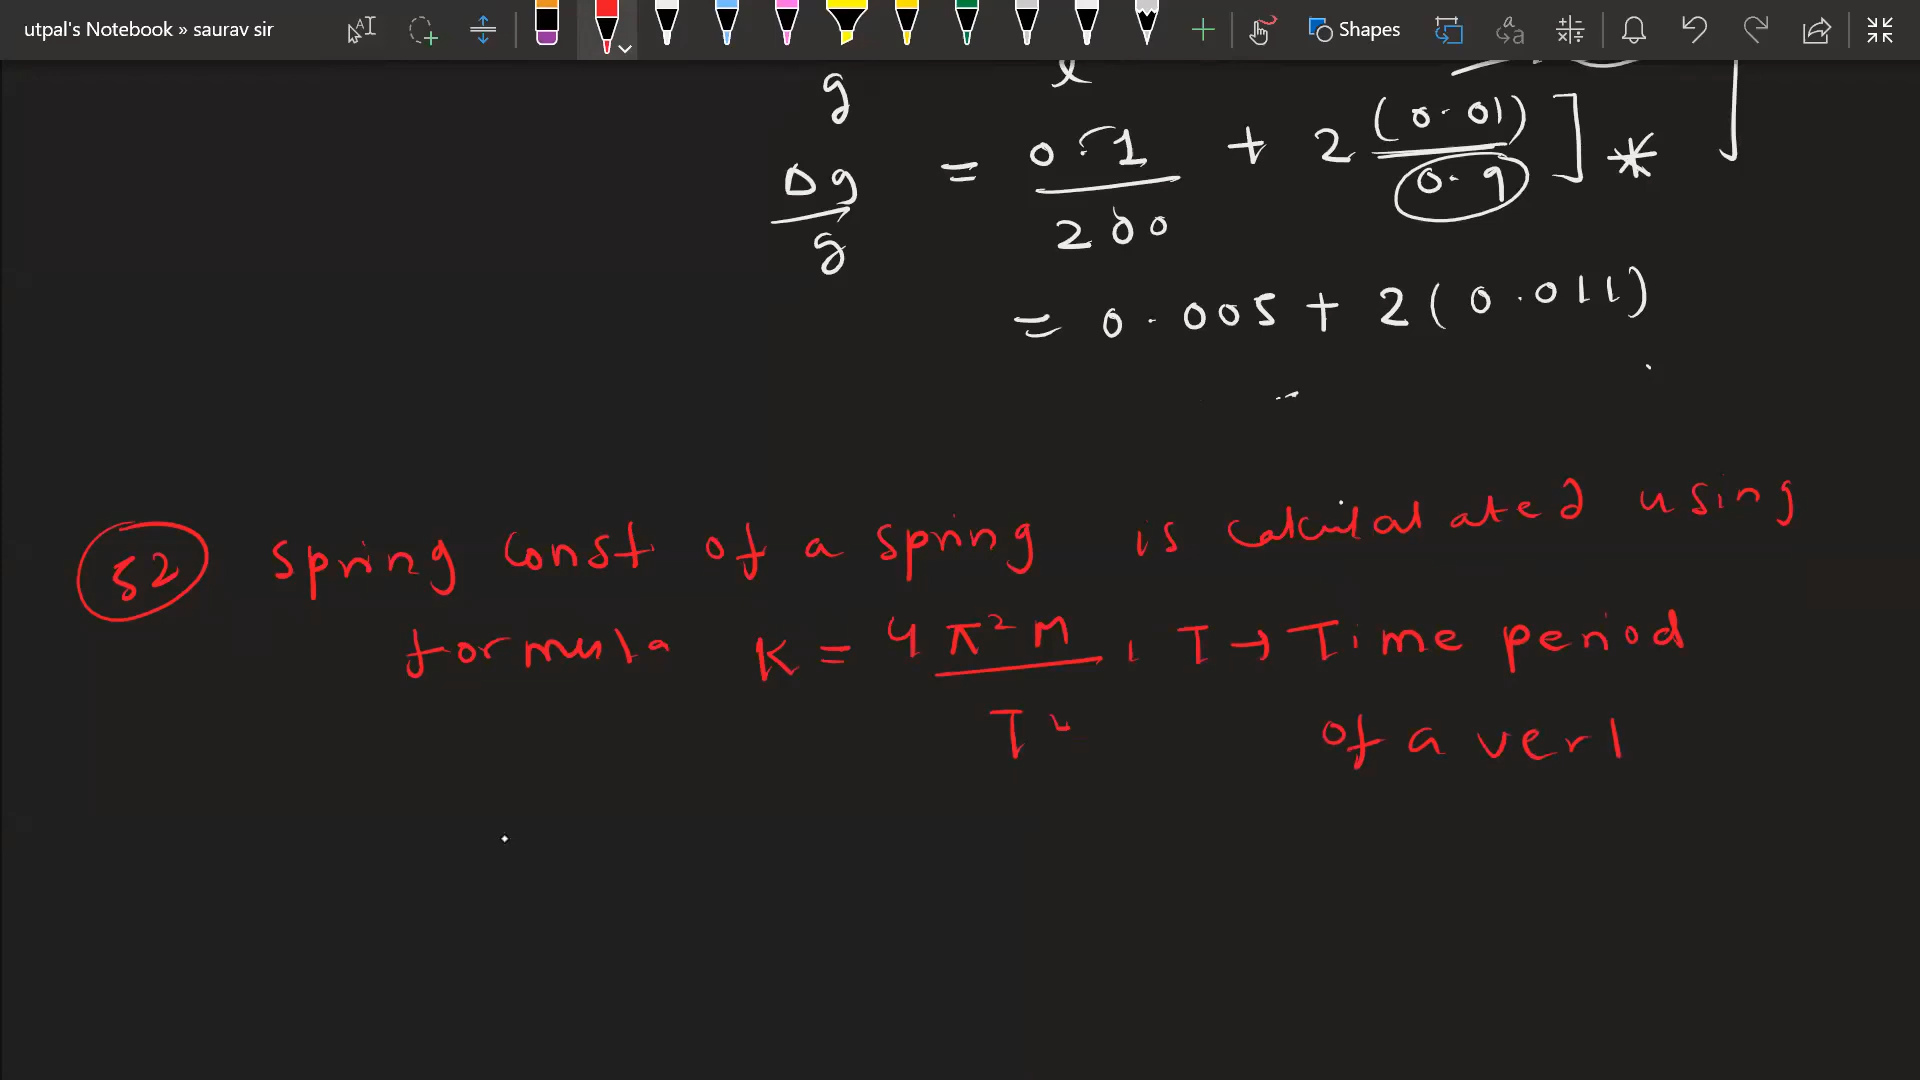 utpal's Notebook » saurav sir
Shapes
g l
Δg/g = 0.1/200 + 2 (0.01)/0.9 ] *
= 0.005 + 2(0.011)
52 Spring const of a spring is calculated using
formula K = 4π²M/T² , T → Time period
of a ver